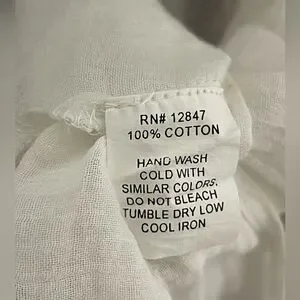 RN# 12847
100% COTTON
HAND WASH
COLD WITH
SIMILAR COLORS.
DO NOT BLEACH
TUMBLE DRY LOW
COOL IRON